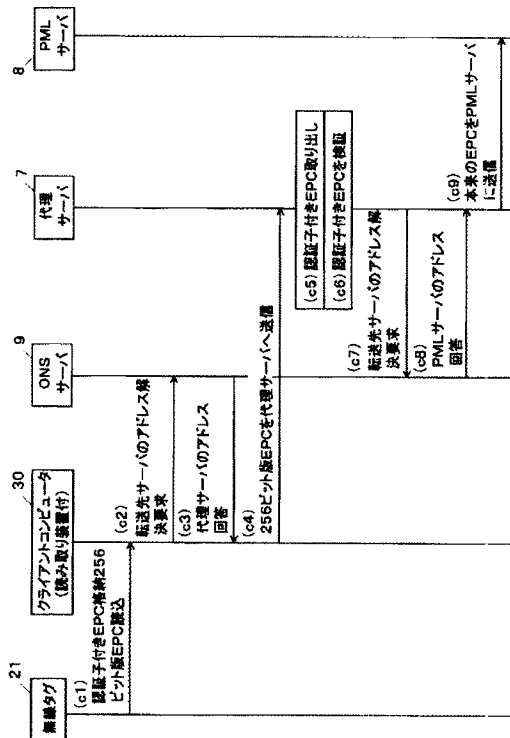 21
無線タグ
30
クライアントコンピュータ
(読み取り装置付)
9
ONS
サーバ
7
代理
サーバ
8
PML
サーバ
(c1)
認証子付きEPC格納256
ビット版EPC読込
(c2)
転送先サーバのアドレス解
決要求
(c3)
代理サーバのアドレス
回答
(c4)
256ビット版EPCを代理サーバへ送信
(c5)認証子付きEPC取り出し
(c6)認証子付きEPCを検証
(c7)
転送先サーバのアドレス解
決要求
(c8)
PMLサーバのアドレス
回答
(c9)
本来のEPCをPMLサーバ
に送信